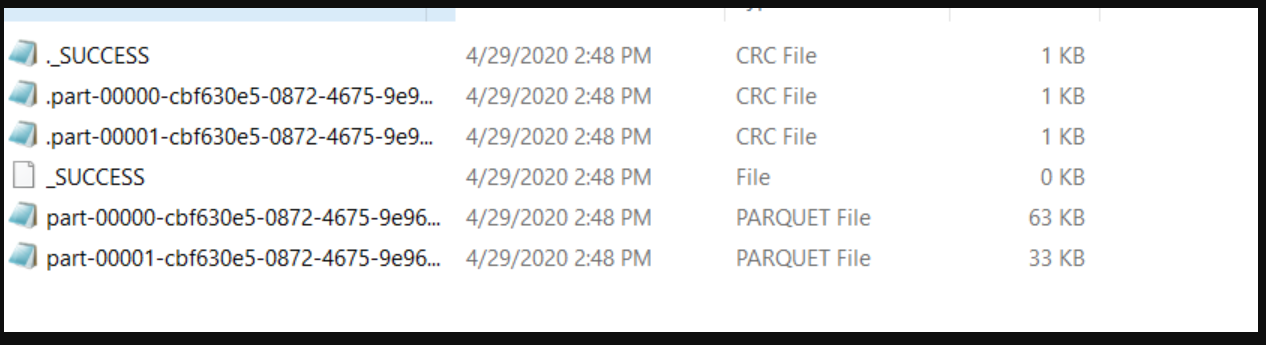 ._SUCCESS 4/29/2020 2:48 PM CRC File 1 KB
.part-00000-cbf630e5-0872-4675-9e9... 4/29/2020 2:48 PM CRC File 1 KB
.part-00001-cbf630e5-0872-4675-9e9... 4/29/2020 2:48 PM CRC File 1 KB
_SUCCESS 4/29/2020 2:48 PM File 0 KB
part-00000-cbf630e5-0872-4675-9e96... 4/29/2020 2:48 PM PARQUET File 63 KB
part-00001-cbf630e5-0872-4675-9e96... 4/29/2020 2:48 PM PARQUET File 33 KB